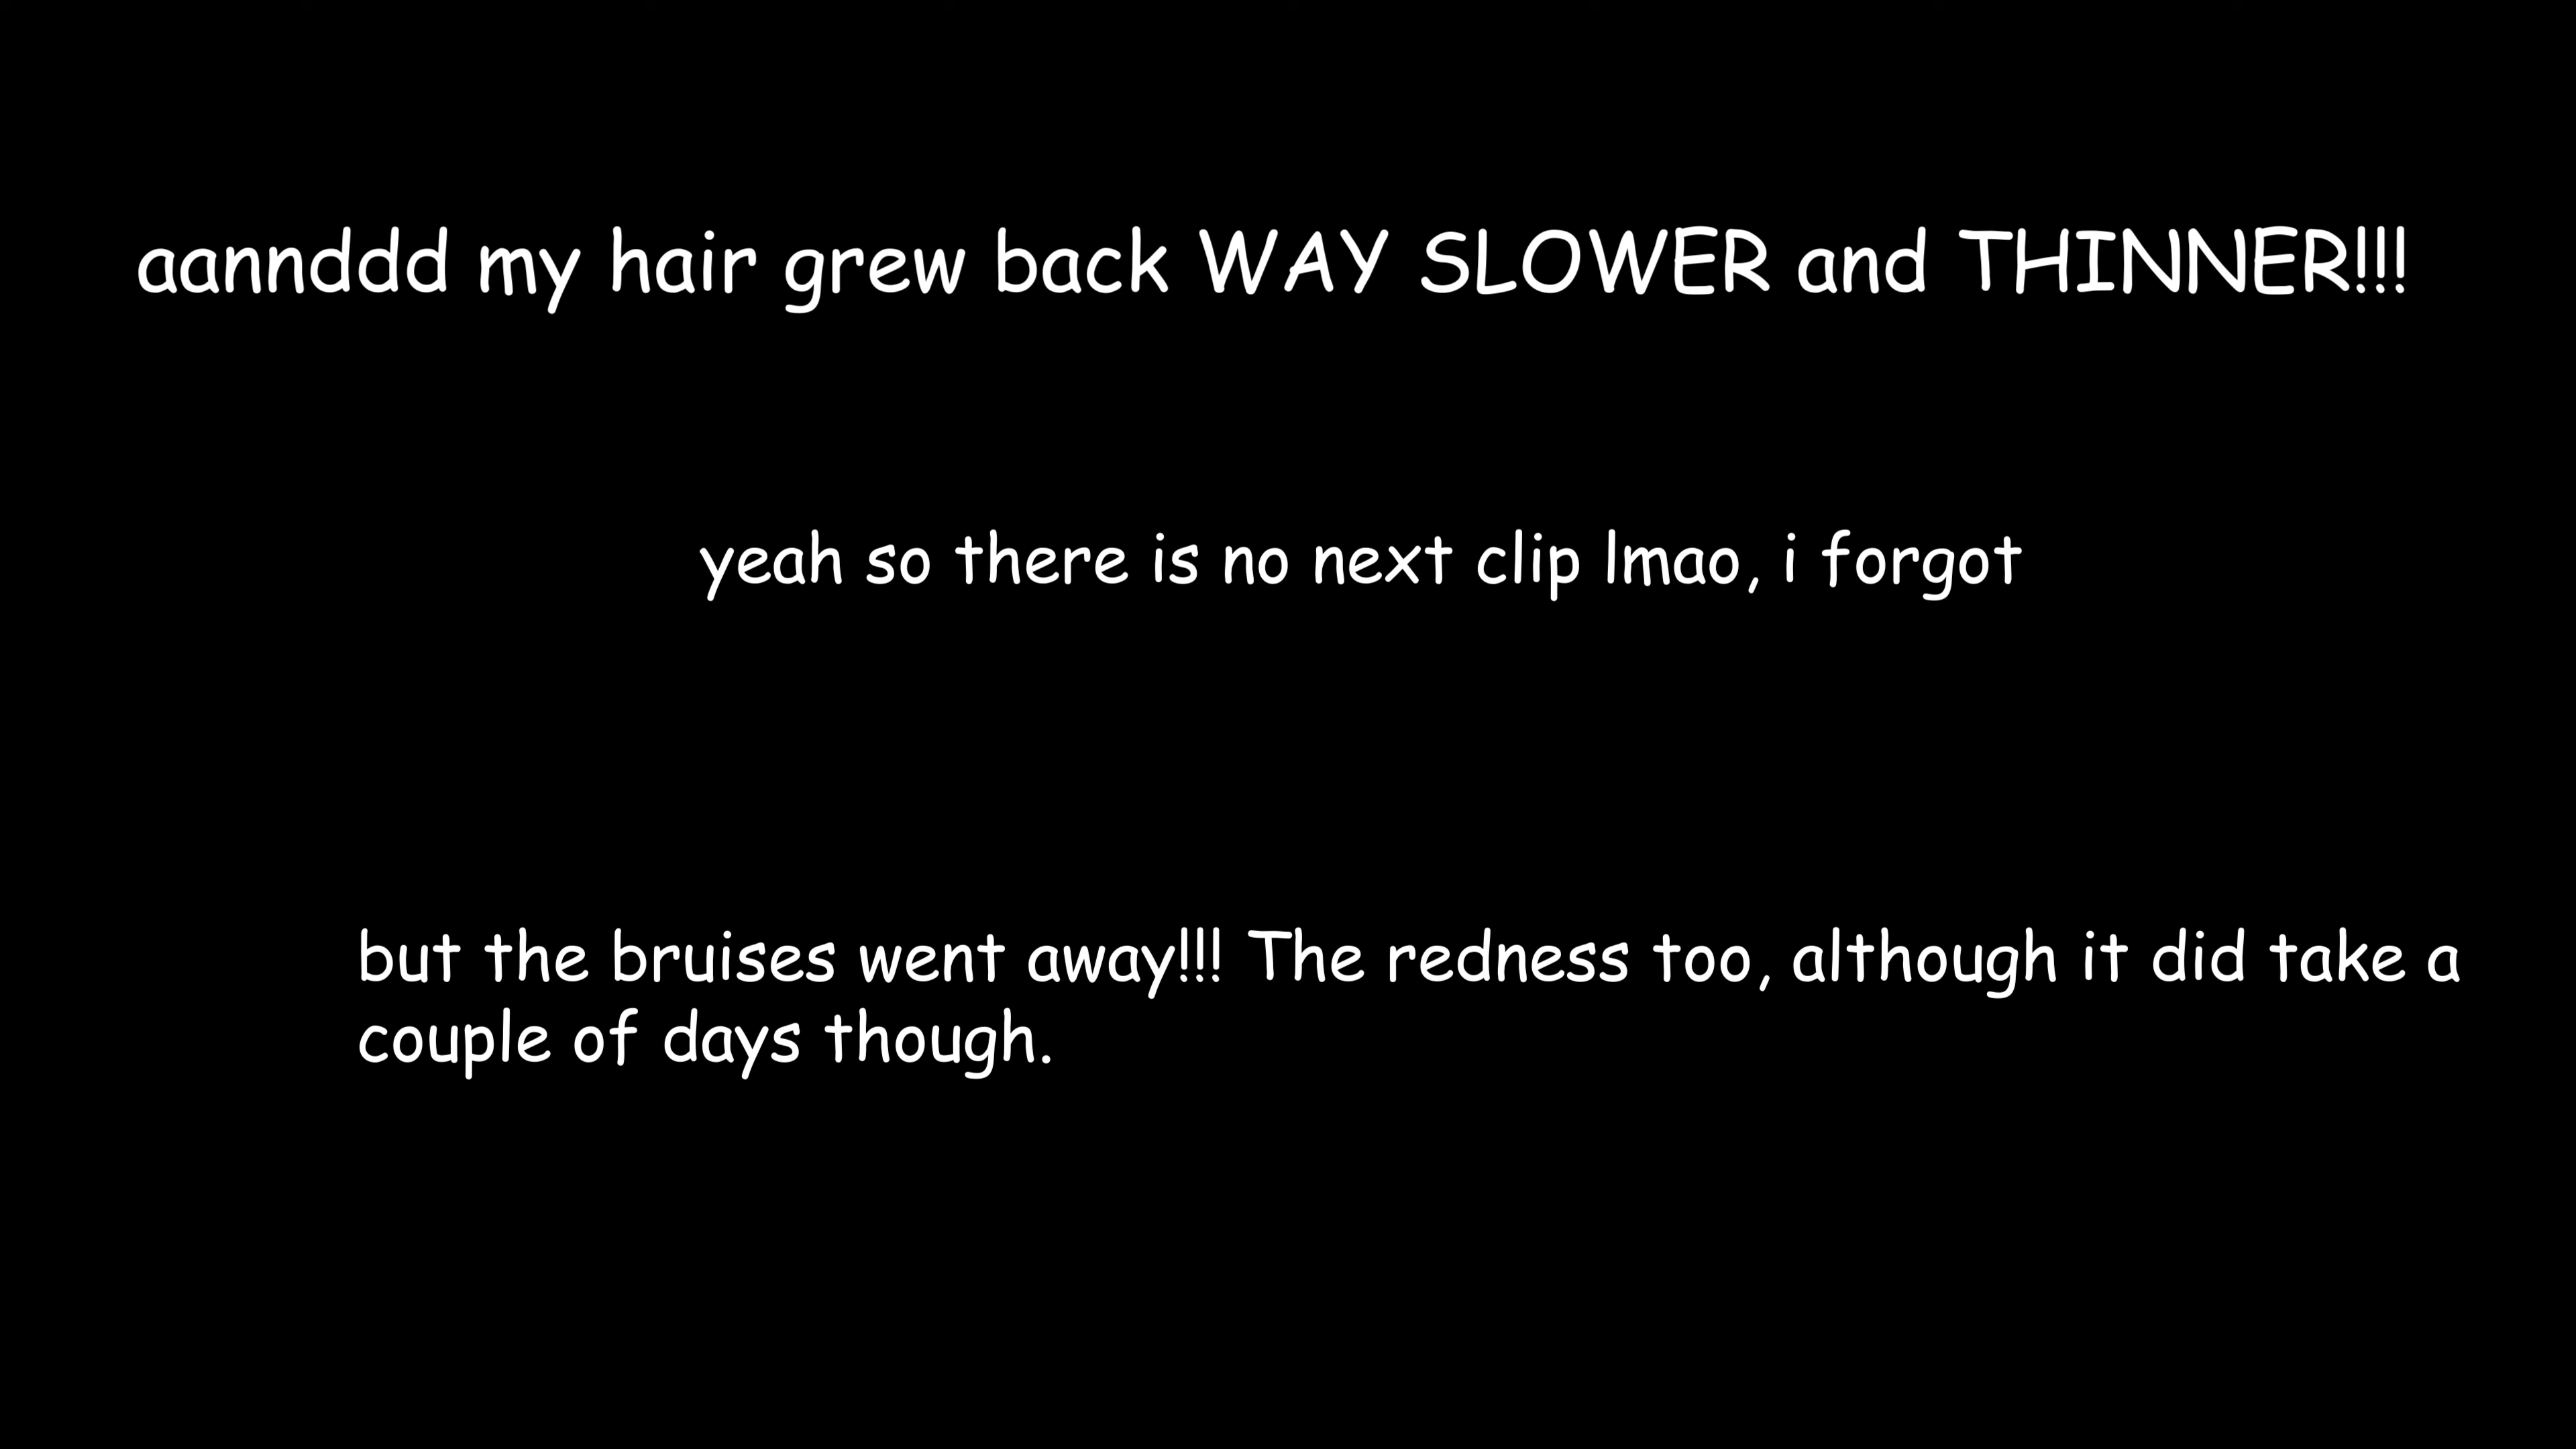 aannddd my hair grew back WAY SLOWER and THINNER!!!
yeah so there is no next clip lmao, i forgot
but the bruises went away!!! The redness too, although it did take a
couple of days though.